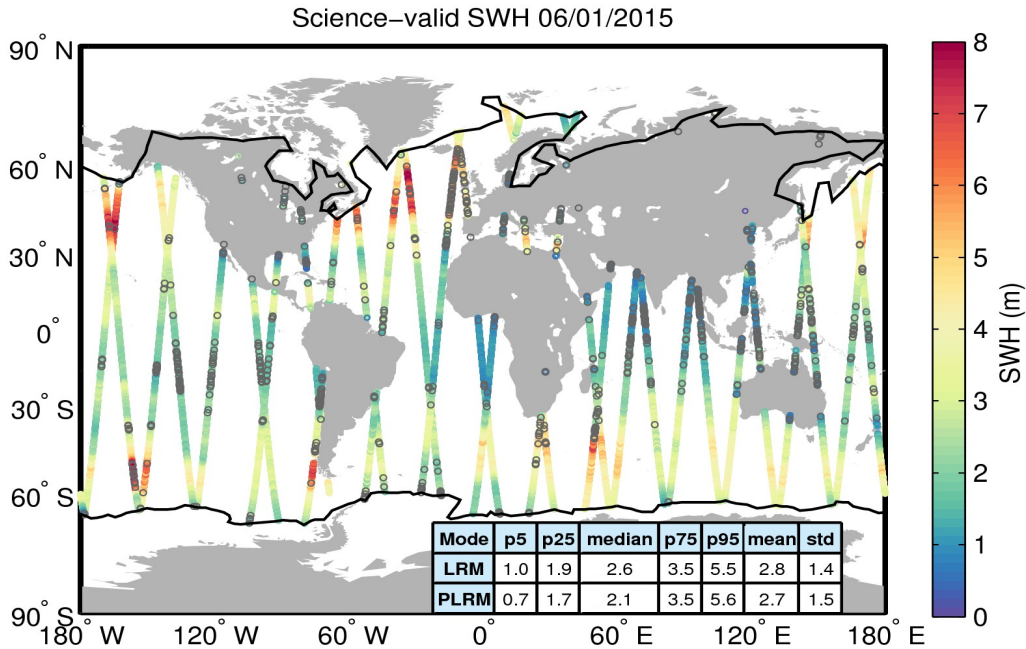 Science−valid SWH 06/01/2015
90° N
60° N
30° N
0°
30° S
60° S
90° S
180° W
120° W
60° W
0°
60° E
120° E
180° E
Mode p5 p25 median p75 p95 mean std
LRM 1.0 1.9 2.6 3.5 5.5 2.8 1.4
PLRM 0.7 1.7 2.1 3.5 5.6 2.7 1.5
8
7
6
5
4
3
2
1
0
SWH (m)